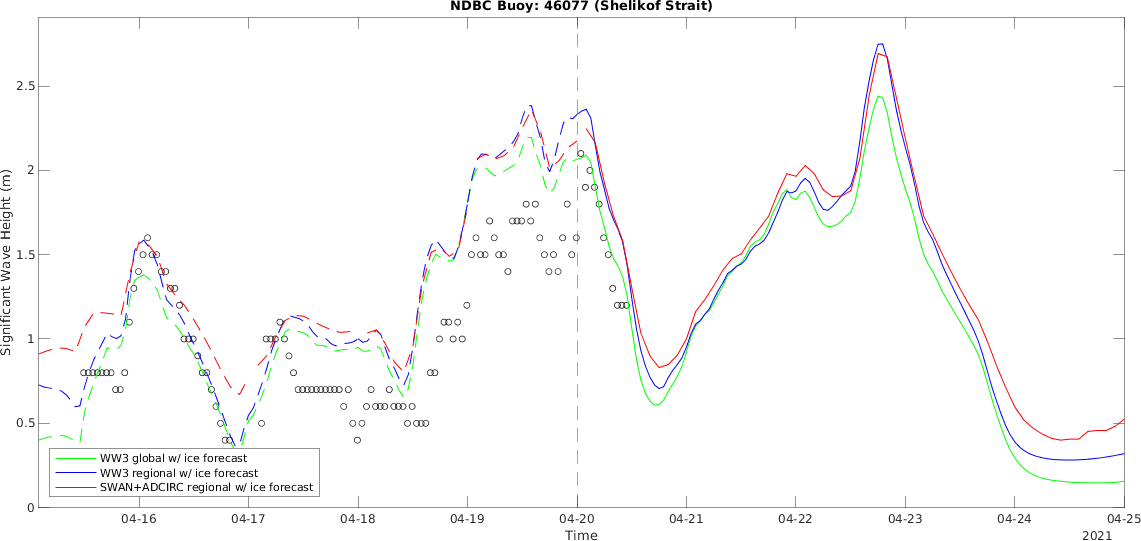 NDBC Buoy: 46077 (Shelikof Strait)
Significant Wave Height (m)
2.5
2
1.5
1
0.5
0
WW3 global w/ ice forecast
WW3 regional w/ ice forecast
SWAN+ADCIRC regional w/ ice forecast
04-16 04-17 04-18 04-19 04-20 04-21 04-22 04-23 04-24 04-25
Time
2021